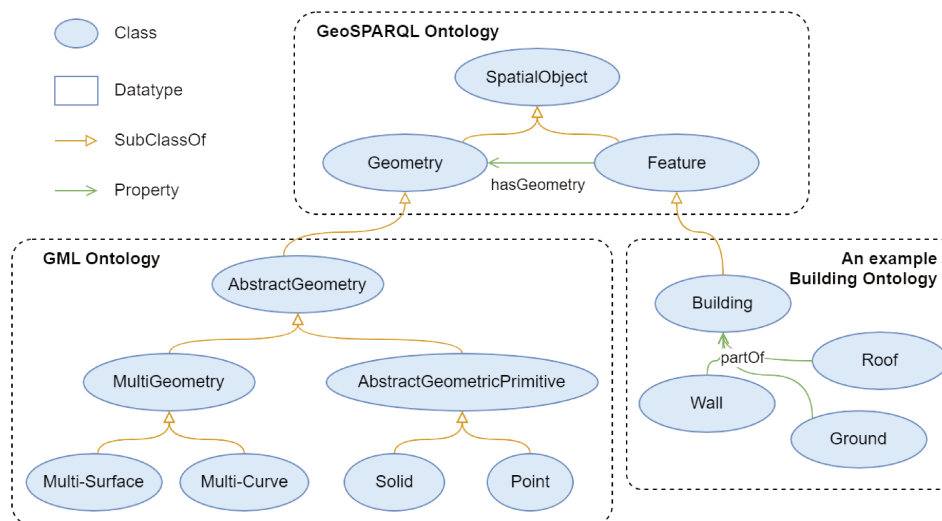 Class
Datatype
SubClassOf
Property
GeoSPARQL Ontology
SpatialObject
Geometry
Feature
hasGeometry
GML Ontology
AbstractGeometry
MultiGeometry
AbstractGeometricPrimitive
Multi-Surface
Multi-Curve
Solid
Point
An example
Building Ontology
Building
partOf
Roof
Wall
Ground